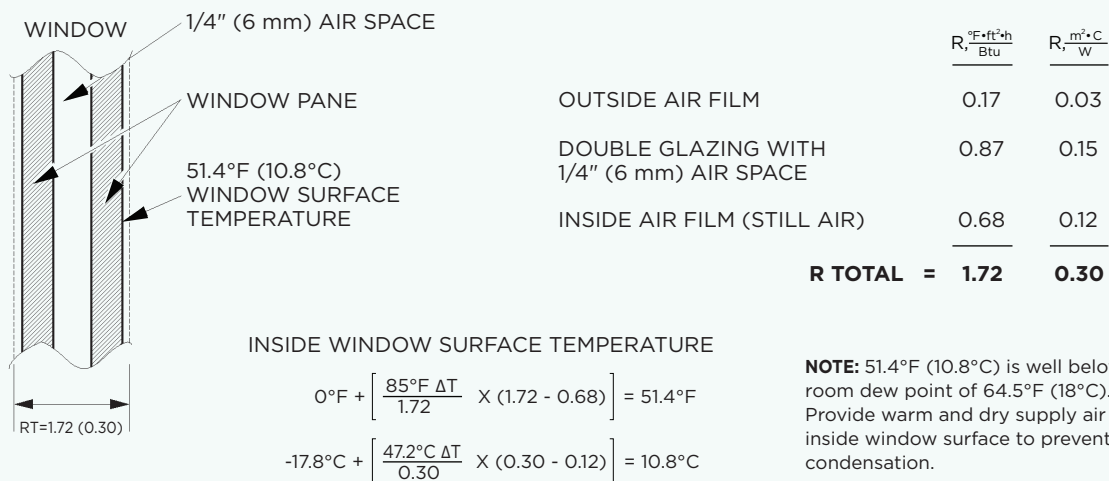 WINDOW
1/4" (6 mm) AIR SPACE
WINDOW PANE
51.4°F (10.8°C)
WINDOW SURFACE
TEMPERATURE
RT=1.72 (0.30)
R, °F•ft²•h / Btu R, m²•C / W
OUTSIDE AIR FILM 0.17 0.03
DOUBLE GLAZING WITH 0.87 0.15
1/4" (6 mm) AIR SPACE
INSIDE AIR FILM (STILL AIR) 0.68 0.12
R TOTAL = 1.72 0.30
INSIDE WINDOW SURFACE TEMPERATURE
0°F + [ 85°F ΔT / 1.72 X (1.72 - 0.68) ] = 51.4°F
-17.8°C + [ 47.2°C ΔT / 0.30 X (0.30 - 0.12) ] = 10.8°C
NOTE: 51.4°F (10.8°C) is well belo
room dew point of 64.5°F (18°C).
Provide warm and dry supply air
inside window surface to prevent
condensation.